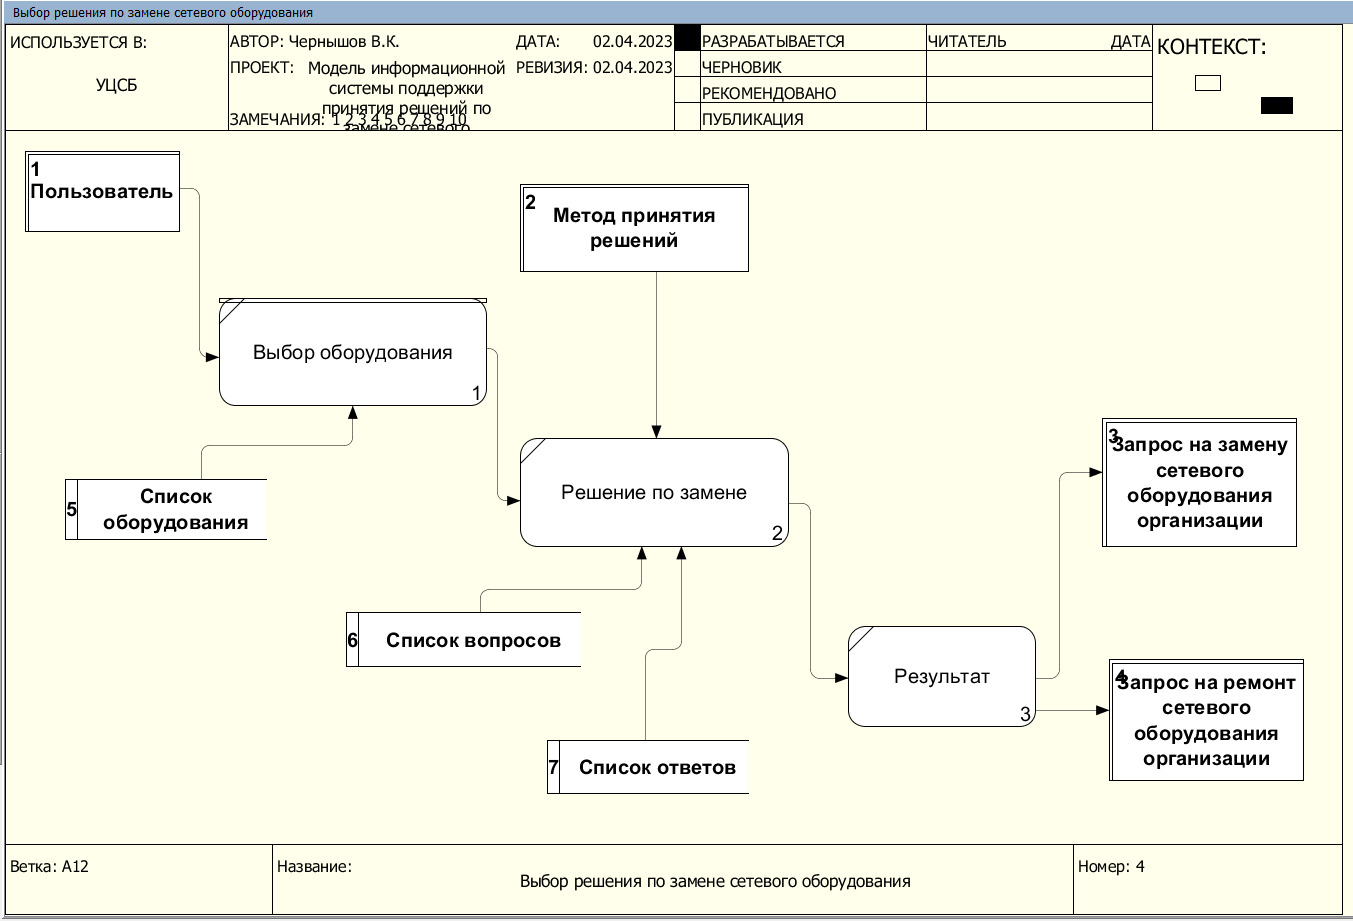 Выбор решения по замене сетевого оборудования
ИСПОЛЬЗУЕТСЯ В:
УЦСБ
АВТОР: Чернышов В.К.
ДАТА: 02.04.2023
ПРОЕКТ: Модель информационной
системы поддержки
принятия решений по
замене сетевого
РЕВИЗИЯ: 02.04.2023
ЗАМЕЧАНИЯ: 1 2 3 4 5 6 7 8 9 10
РАЗРАБАТЫВАЕТСЯ
ЧЕРНОВИК
РЕКОМЕНДОВАНО
ПУБЛИКАЦИЯ
ЧИТАТЕЛЬ
ДАТА
КОНТЕКСТ:
1
Пользователь
2
Метод принятия
решений
Выбор оборудования
1
5
Список
оборудования
Решение по замене
2
3
Запрос на замену
сетевого
оборудования
организации
6
Список вопросов
Результат
3
4
Запрос на ремонт
сетевого
оборудования
организации
7
Список ответов
Ветка: A12
Название:
Выбор решения по замене сетевого оборудования
Номер: 4